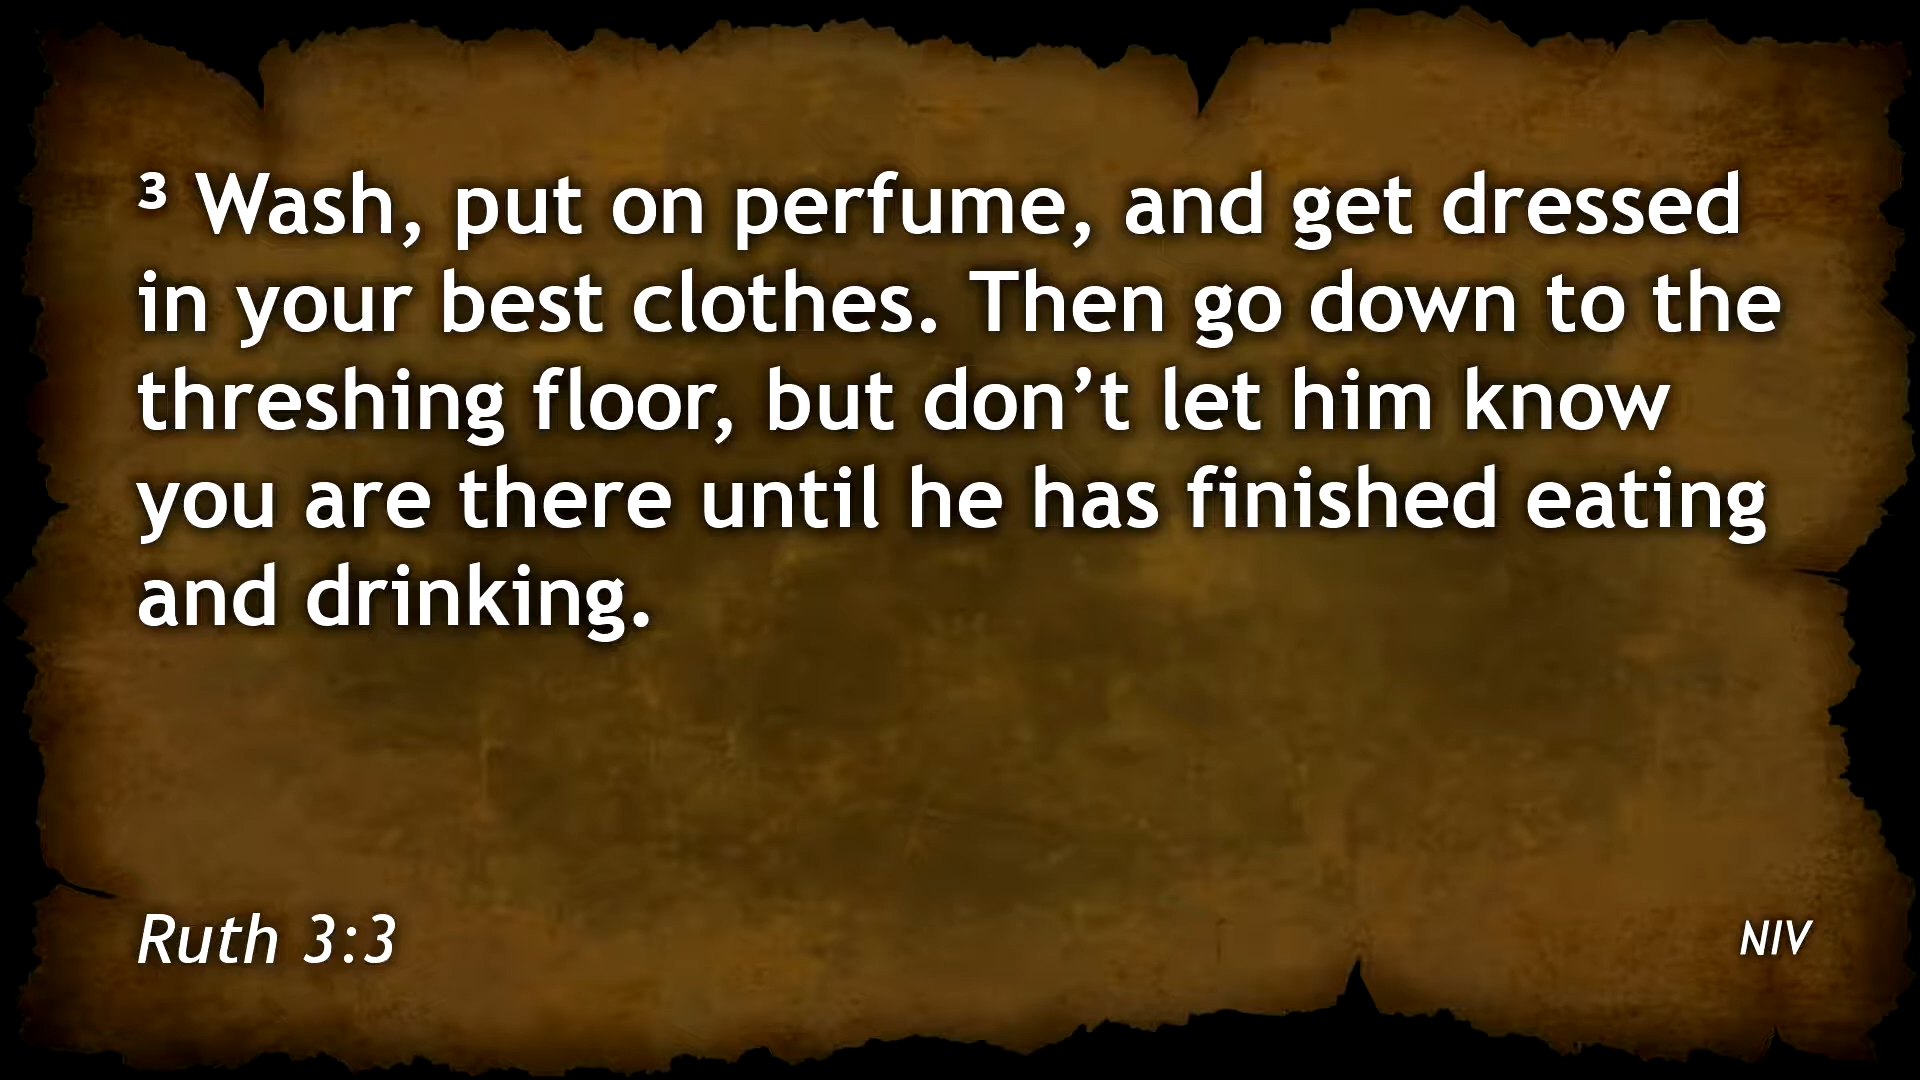 ³ Wash, put on perfume, and get dressed
in your best clothes. Then go down to the
threshing floor, but don’t let him know
you are there until he has finished eating
and drinking.
Ruth 3:3
NIV